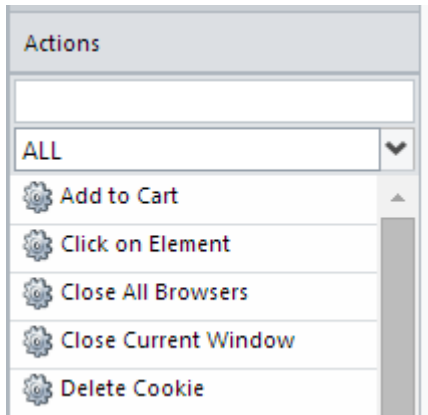 Actions
ALL
Add to Cart
Click on Element
Close All Browsers
Close Current Window
Delete Cookie